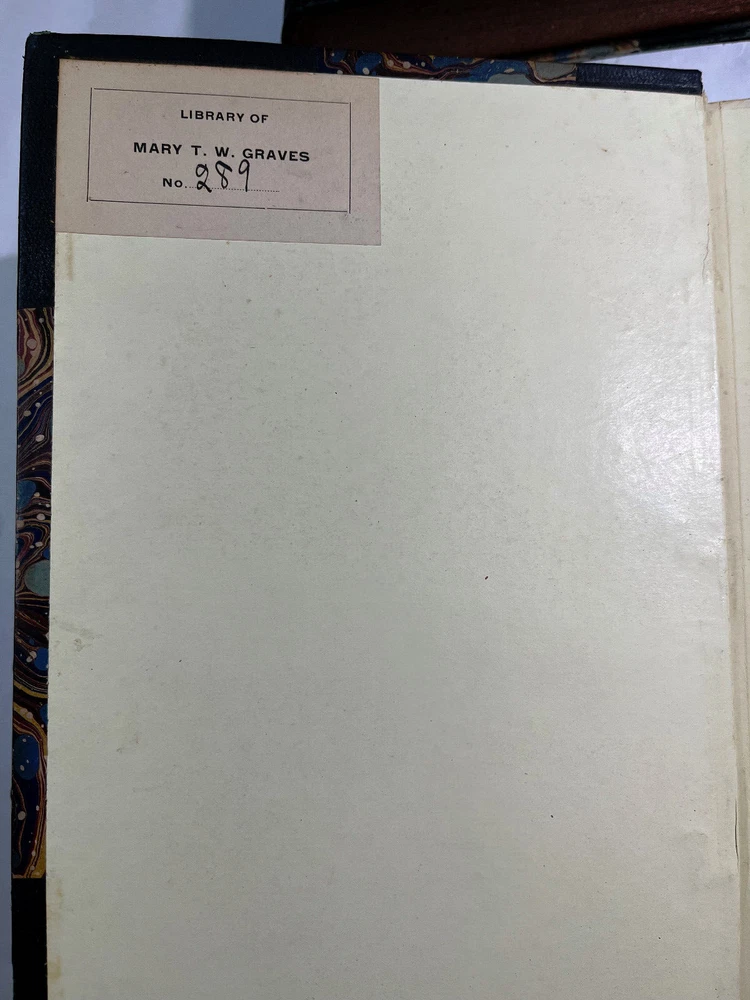 LIBRARY OF
MARY T. W. GRAVES
No. 289